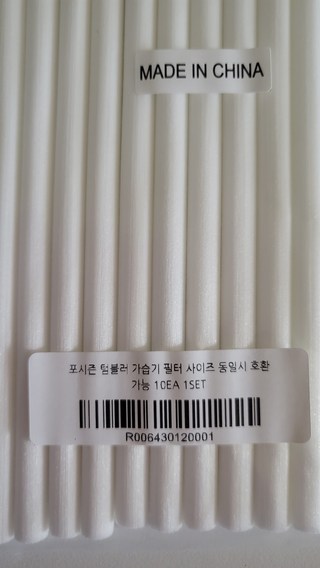 MADE IN CHINA
포시즌 텀블러 가습기 필터 사이즈 동일시 호환
가능 10EA 1SET
R006430120001